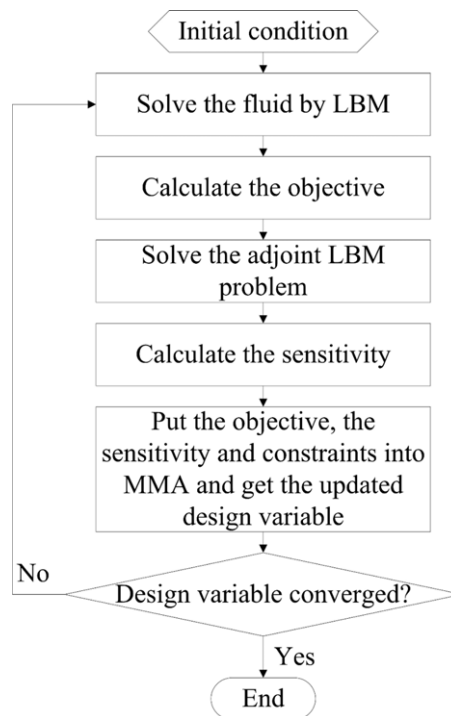 Initial condition
Solve the fluid by LBM
Calculate the objective
Solve the adjoint LBM
problem
Calculate the sensitivity
Put the objective, the
sensitivity and constraints into
MMA and get the updated
design variable
No
Design variable converged?
Yes
End